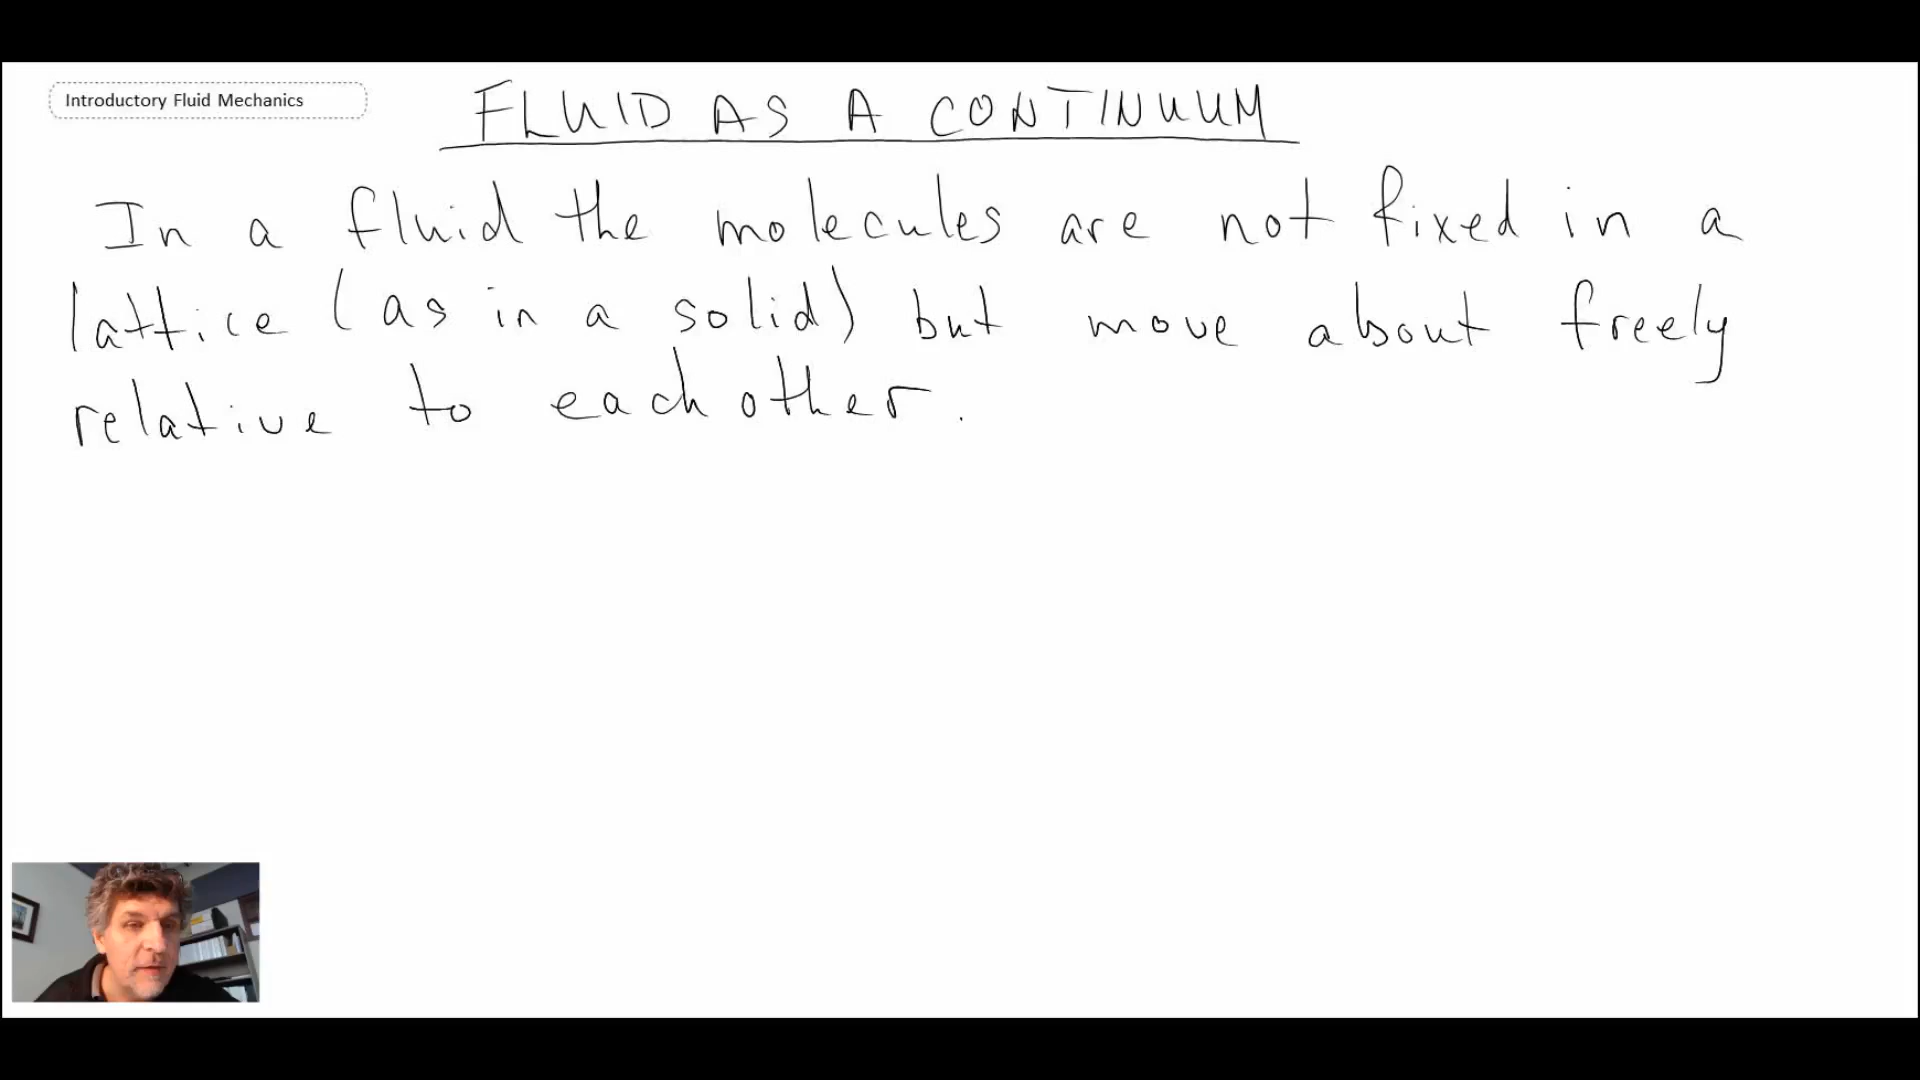 Introductory Fluid Mechanics
FLUID AS A CONTINUUM
In a fluid the molecules are not fixed in a
lattice (as in a solid) but move about freely
relative to each other.